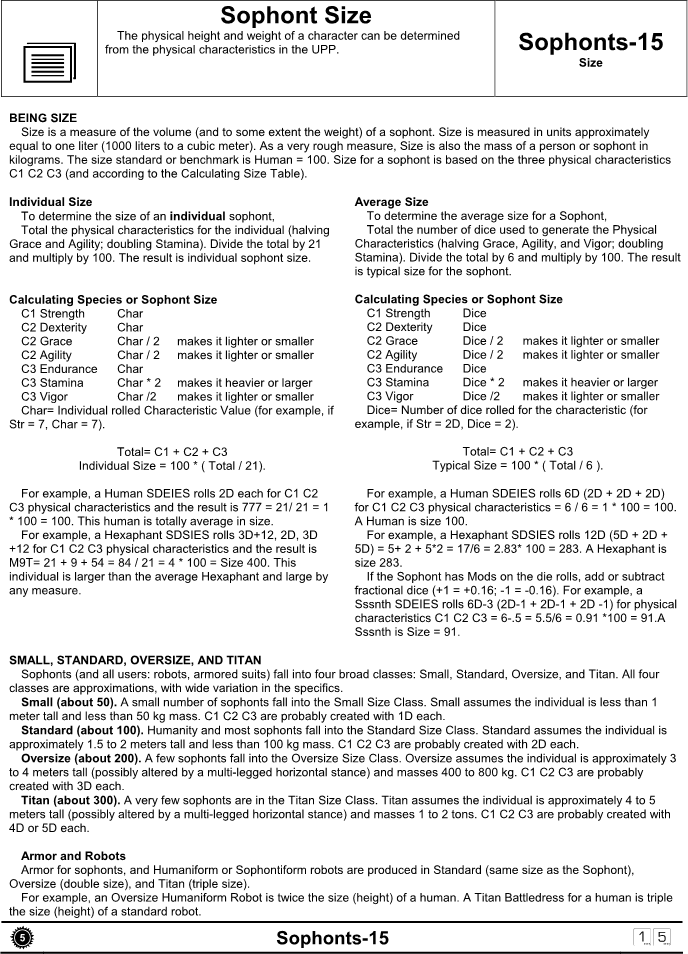 Sophont Size
The physical height and weight of a character can be determined
from the physical characteristics in the UPP.
Sophonts-15
Size
BEING SIZE
Size is a measure of the volume (and to some extent the weight) of a sophont. Size is measured in units approximately
equal to one liter (1000 liters to a cubic meter). As a very rough measure, Size is also the mass of a person or sophont in
kilograms. The size standard or benchmark is Human = 100. Size for a sophont is based on the three physical characteristics
C1 C2 C3 (and according to the Calculating Size Table).
Individual Size
To determine the size of an individual sophont,
Total the physical characteristics for the individual (halving
Grace and Agility; doubling Stamina). Divide the total by 21
and multiply by 100. The result is individual sophont size.
Calculating Species or Sophont Size
C1 Strength Char
C2 Dexterity Char
C2 Grace Char / 2 makes it lighter or smaller
C2 Agility Char / 2 makes it lighter or smaller
C3 Endurance Char
C3 Stamina Char * 2 makes it heavier or larger
C3 Vigor Char /2 makes it lighter or smaller
Char= Individual rolled Characteristic Value (for example, if
Str = 7, Char = 7).
Total= C1 + C2 + C3
Individual Size = 100 * ( Total / 21).
For example, a Human SDEIES rolls 2D each for C1 C2
C3 physical characteristics and the result is 777 = 21/ 21 = 1
* 100 = 100. This human is totally average in size.
For example, a Hexaphant SDSIES rolls 3D+12, 2D, 3D
+12 for C1 C2 C3 physical characteristics and the result is
M9T= 21 + 9 + 54 = 84 / 21 = 4 * 100 = Size 400. This
individual is larger than the average Hexaphant and large by
any measure.
Average Size
To determine the average size for a Sophont,
Total the number of dice used to generate the Physical
Characteristics (halving Grace, Agility, and Vigor; doubling
Stamina). Divide the total by 6 and multiply by 100. The result
is typical size for the sophont.
Calculating Species or Sophont Size
C1 Strength Dice
C2 Dexterity Dice
C2 Grace Dice / 2 makes it lighter or smaller
C2 Agility Dice / 2 makes it lighter or smaller
C3 Endurance Dice
C3 Stamina Dice * 2 makes it heavier or larger
C3 Vigor Dice /2 makes it lighter or smaller
Dice= Number of dice rolled for the characteristic (for
example, if Str = 2D, Dice = 2).
Total= C1 + C2 + C3
Typical Size = 100 * ( Total / 6 ).
For example, a Human SDEIES rolls 6D (2D + 2D + 2D)
for C1 C2 C3 physical characteristics = 6 / 6 = 1 * 100 = 100.
A Human is size 100.
For example, a Hexaphant SDSIES rolls 12D (5D + 2D +
5D) = 5+ 2 + 5*2 = 17/6 = 2.83* 100 = 283. A Hexaphant is
size 283.
If the Sophont has Mods on the die rolls, add or subtract
fractional dice (+1 = +0.16; -1 = -0.16). For example, a
Sssnth SDEIES rolls 6D-3 (2D-1 + 2D-1 + 2D -1) for physical
characteristics C1 C2 C3 = 6-.5 = 5.5/6 = 0.91 *100 = 91.A
Sssnth is Size = 91.
SMALL, STANDARD, OVERSIZE, AND TITAN
Sophonts (and all users: robots, armored suits) fall into four broad classes: Small, Standard, Oversize, and Titan. All four
classes are approximations, with wide variation in the specifics.
Small (about 50). A small number of sophonts fall into the Small Size Class. Small assumes the individual is less than 1
meter tall and less than 50 kg mass. C1 C2 C3 are probably created with 1D each.
Standard (about 100). Humanity and most sophonts fall into the Standard Size Class. Standard assumes the individual is
approximately 1.5 to 2 meters tall and less than 100 kg mass. C1 C2 C3 are probably created with 2D each.
Oversize (about 200). A few sophonts fall into the Oversize Size Class. Oversize assumes the individual is approximately 3
to 4 meters tall (possibly altered by a multi-legged horizontal stance) and masses 400 to 800 kg. C1 C2 C3 are probably
created with 3D each.
Titan (about 300). A very few sophonts are in the Titan Size Class. Titan assumes the individual is approximately 4 to 5
meters tall (possibly altered by a multi-legged horizontal stance) and masses 1 to 2 tons. C1 C2 C3 are probably created with
4D or 5D each.
Armor and Robots
Armor for sophonts, and Humaniform or Sophontiform robots are produced in Standard (same size as the Sophont),
Oversize (double size), and Titan (triple size).
For example, an Oversize Humaniform Robot is twice the size (height) of a human. A Titan Battledress for a human is triple
the size (height) of a standard robot.
5
Sophonts-15
1 5